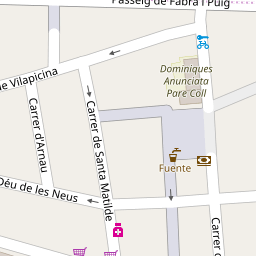 Passeig de Fabra i Puig
de Vilapicina
Dominiques
Anunciata
Pare Coll
Carrer d'Arnau
Carrer de Santa Matilde
Fuente
Déu de les Neus
Carrer d